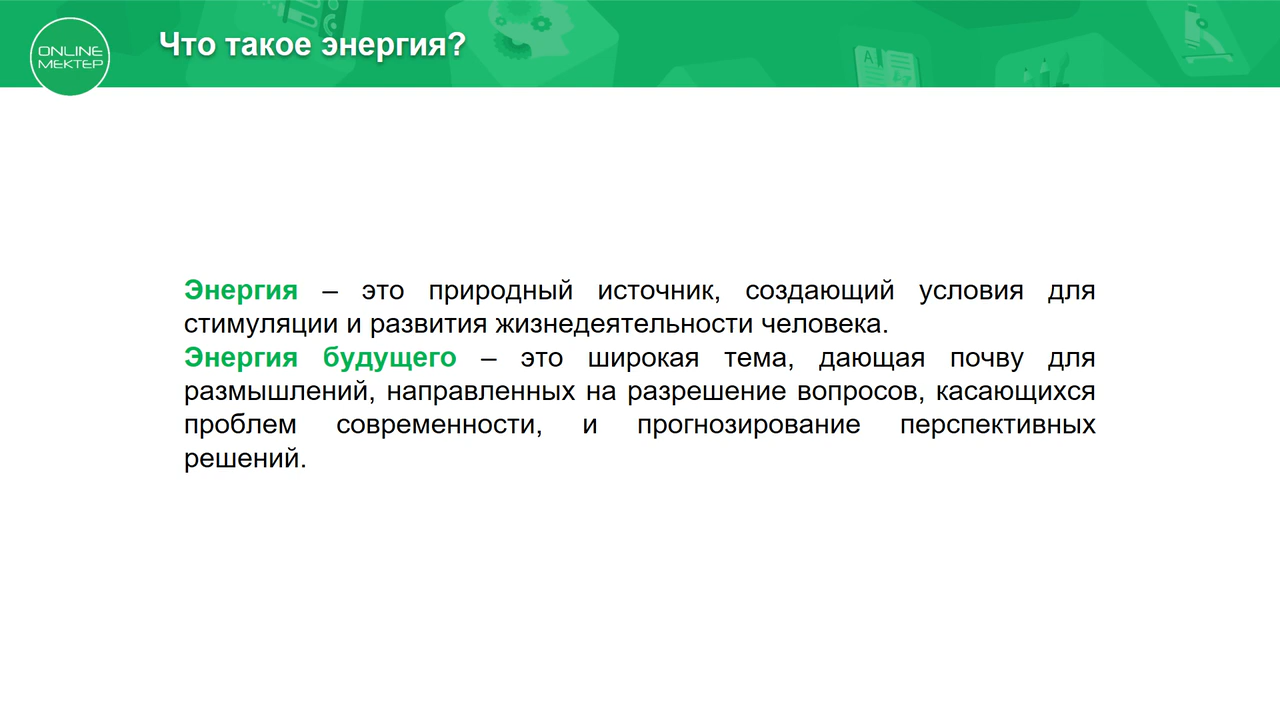 ONLINE
МЕКТЕР
Что такое энергия?
Энергия – это природный источник, создающий условия для
стимуляции и развития жизнедеятельности человека.
Энергия будущего – это широкая тема, дающая почву для
размышлений, направленных на разрешение вопросов, касающихся
проблем современности, и прогнозирование перспективных
решений.